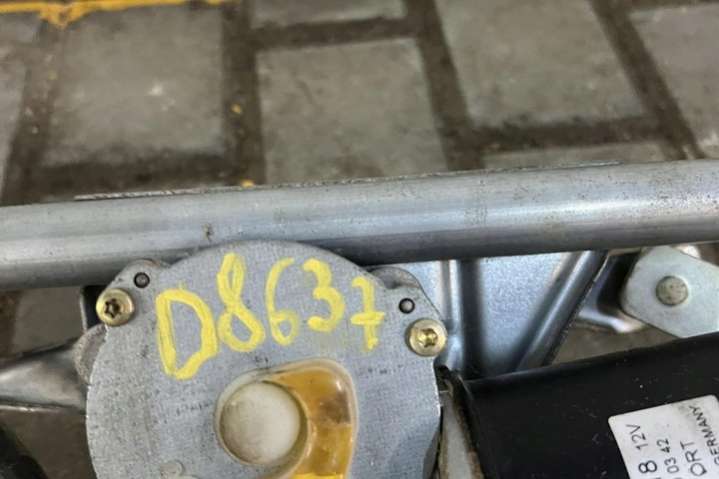 D8637
8 12V
03 42
ORT
GERMANY